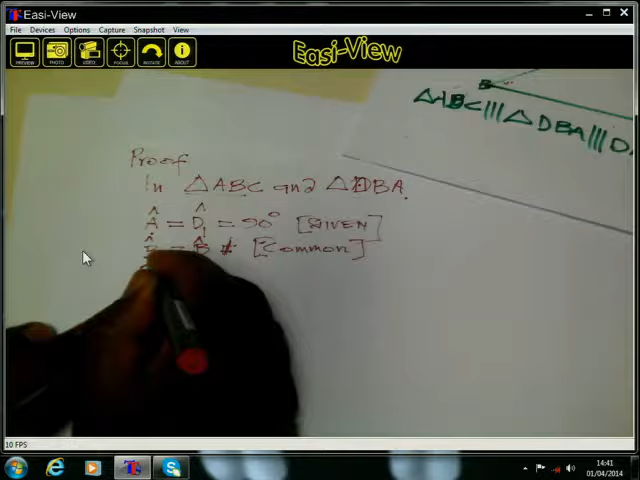 Easi-View
File Devices Options Capture Snapshot View
PREVIEW PHOTO VIDEO FOCUS ROTATE ABOUT
Easi-View
△ABC|||△DBA|||D
Proof
In △ABC and △DBA.
Â = D̂₁ = 90° [GIVEN]
= B̂ [Common]
10 FPS
14:41
01/04/2014